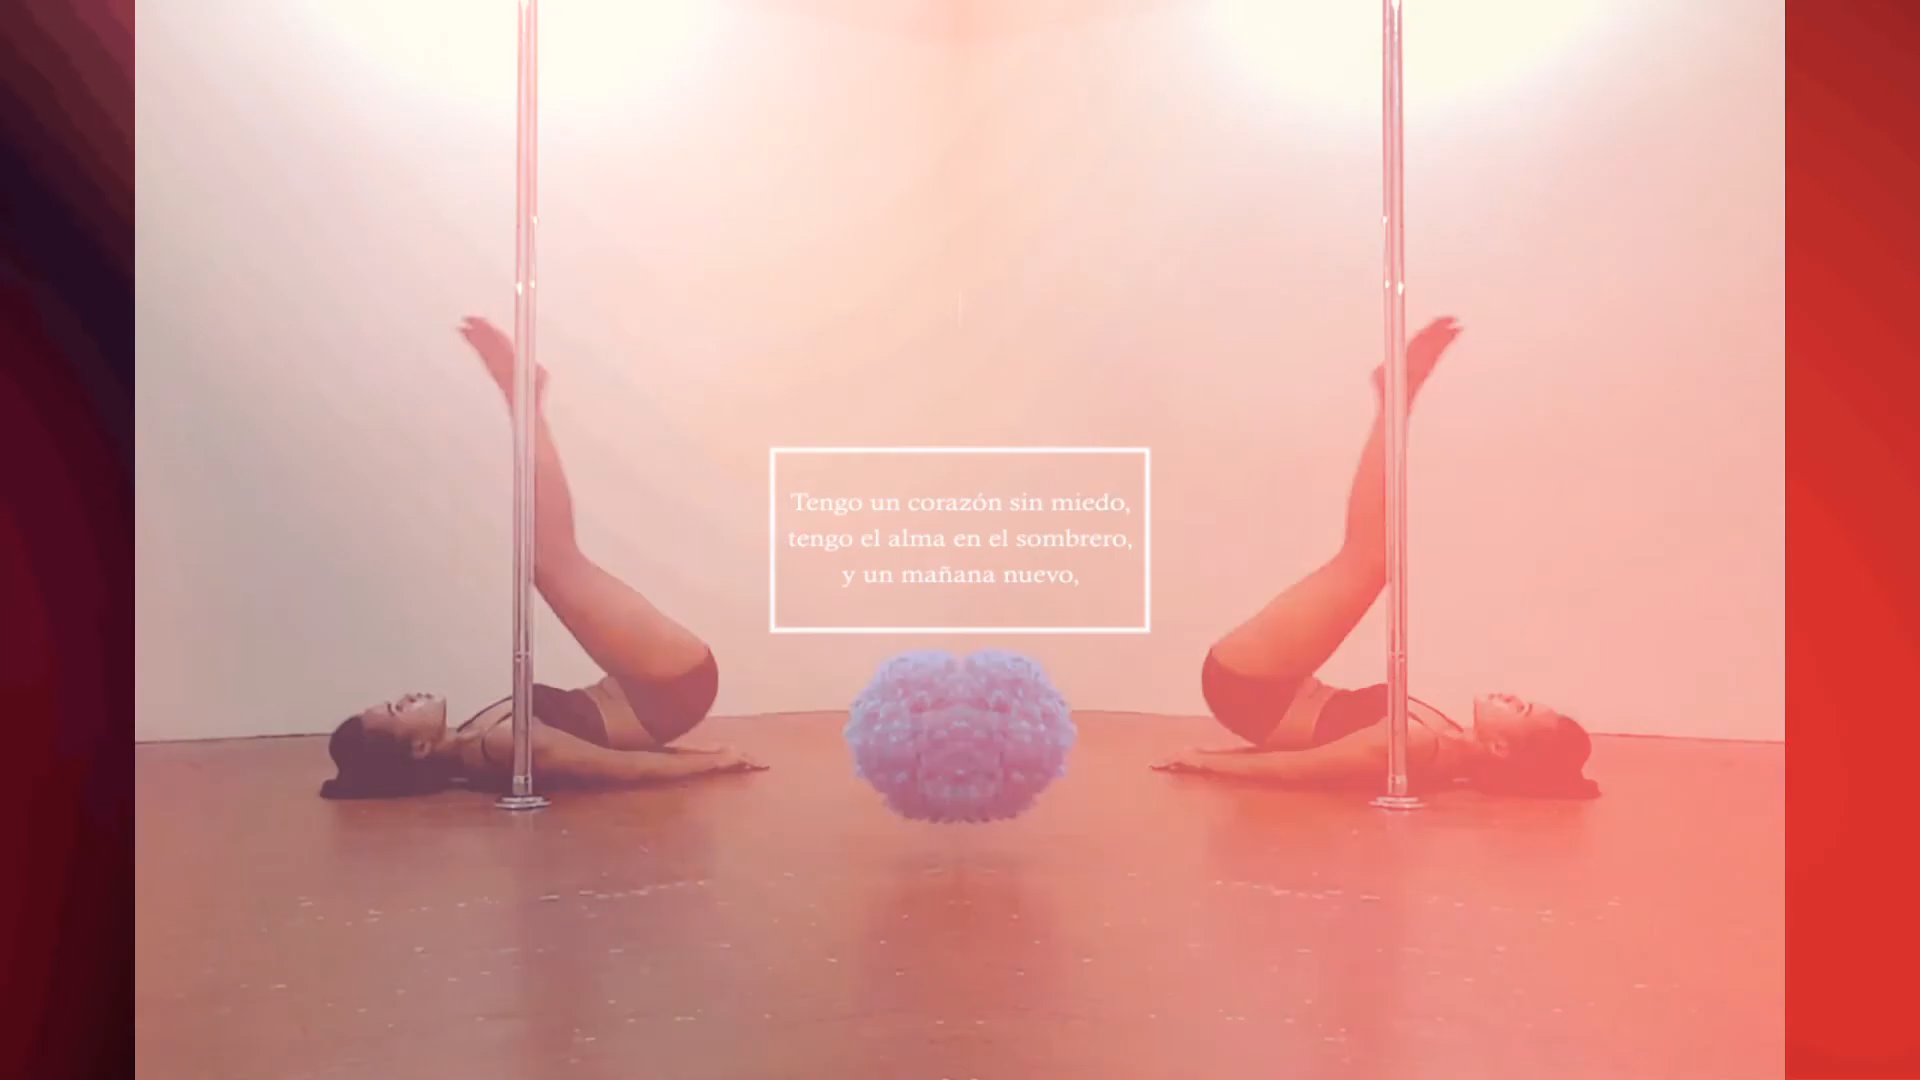 Tengo un corazón sin miedo,
tengo el alma en el sombrero,
y un mañana nuevo,